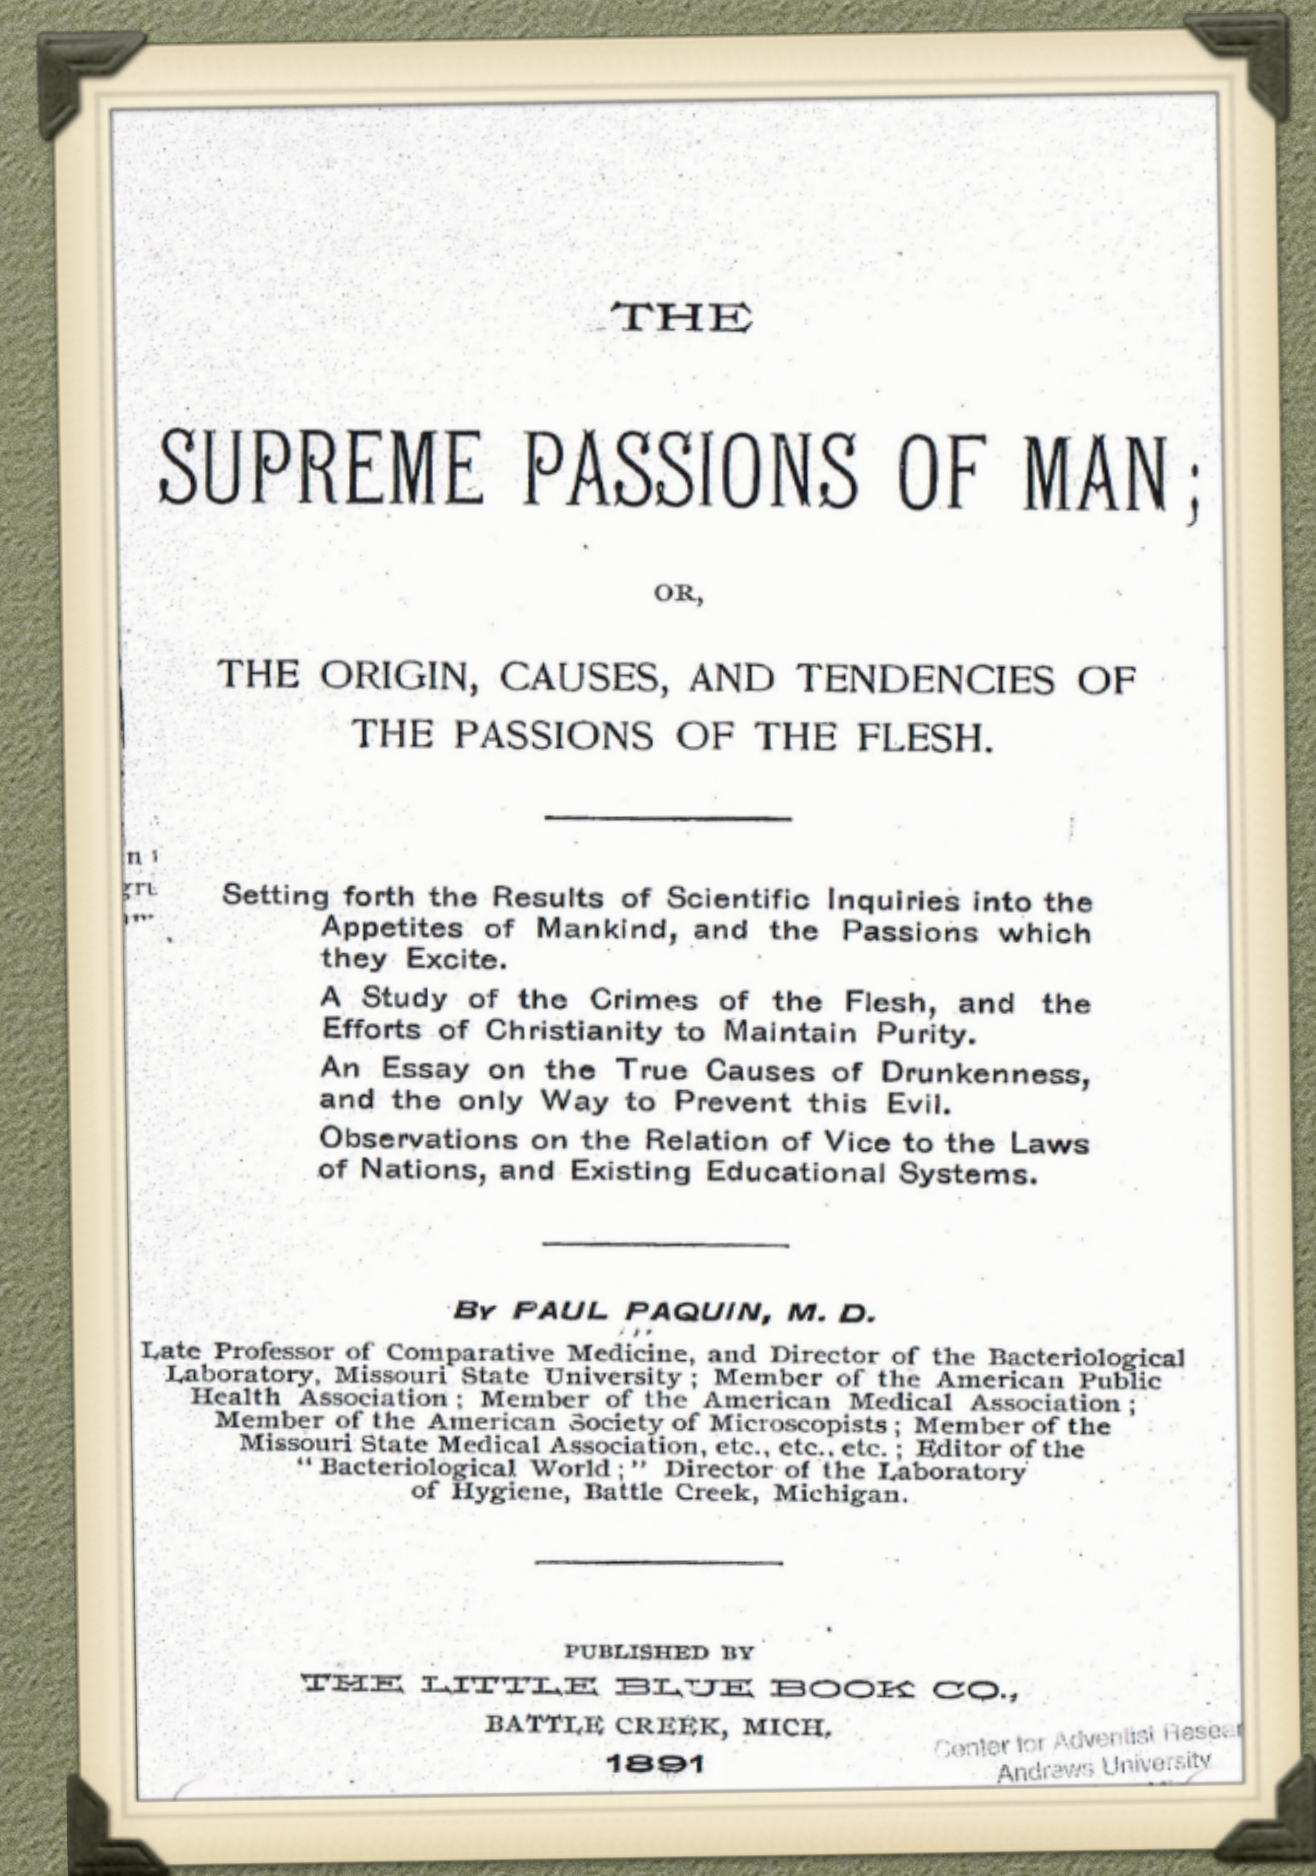 THE
SUPREME PASSIONS OF MAN;
OR,
THE ORIGIN, CAUSES, AND TENDENCIES OF
THE PASSIONS OF THE FLESH.
Setting forth the Results of Scientific Inquiries into the
Appetites of Mankind, and the Passions which
they Excite.
A Study of the Crimes of the Flesh, and the
Efforts of Christianity to Maintain Purity.
An Essay on the True Causes of Drunkenness,
and the only Way to Prevent this Evil.
Observations on the Relation of Vice to the Laws
of Nations, and Existing Educational Systems.
By PAUL PAQUIN, M. D.
Late Professor of Comparative Medicine, and Director of the Bacteriological
Laboratory, Missouri State University; Member of the American Public
Health Association; Member of the American Medical Association;
Member of the American Society of Microscopists; Member of the
Missouri State Medical Association, etc., etc., etc.; Editor of the
"Bacteriological World;" Director of the Laboratory
of Hygiene, Battle Creek, Michigan.
PUBLISHED BY
THE LITTLE BLUE BOOK CO.,
BATTLE CREEK, MICH.
1891
Center for Adventist Resear
Andrews University